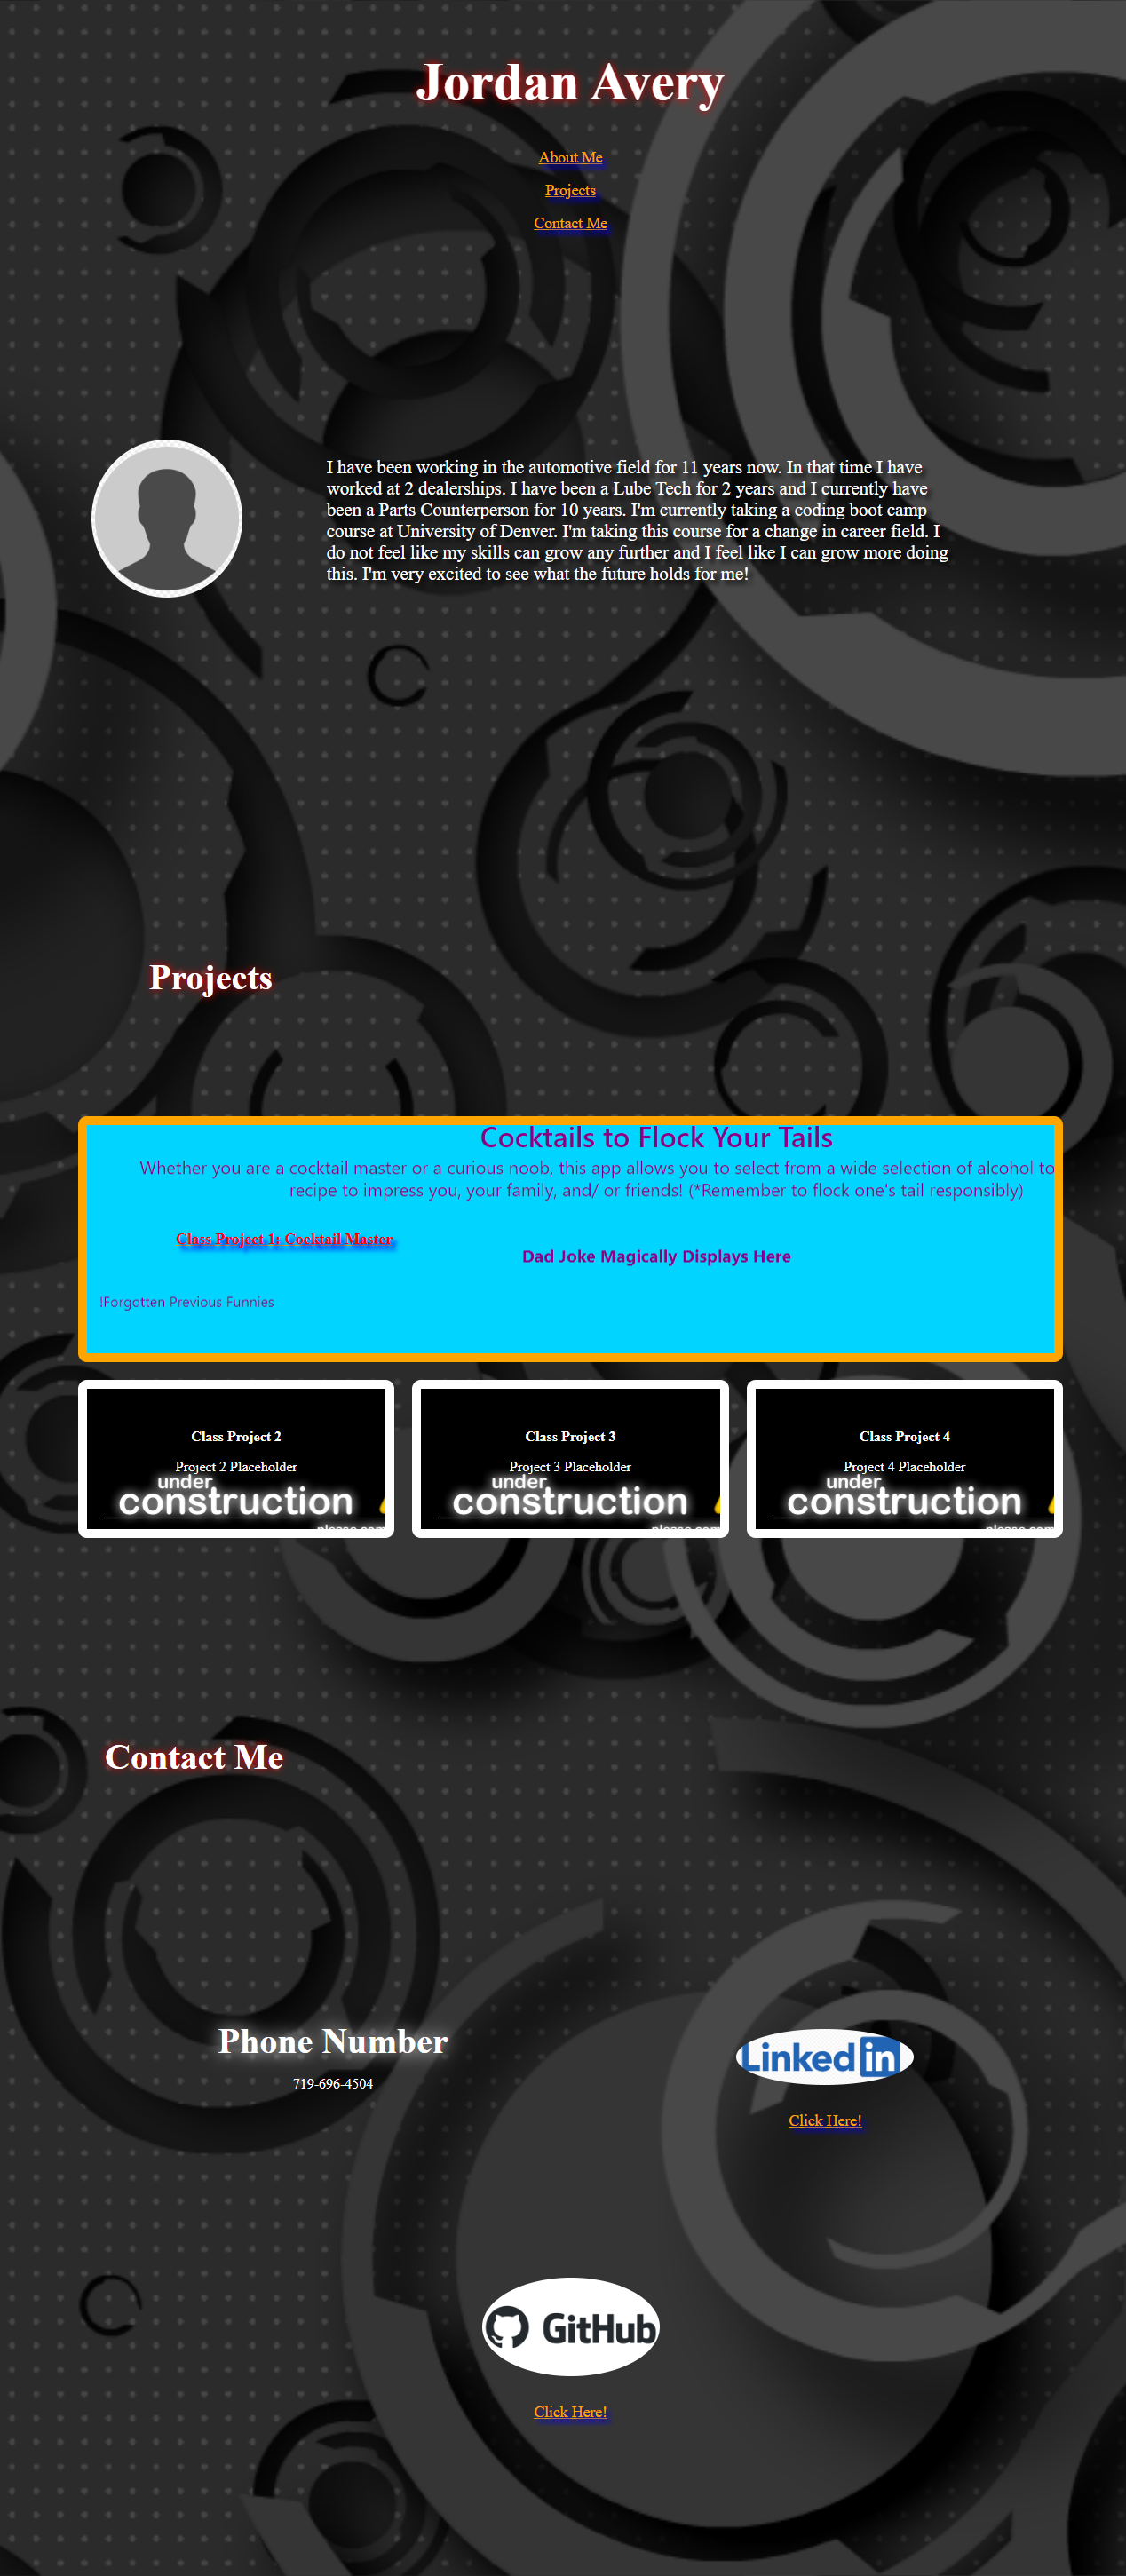 Jordan Avery
About Me
Projects
Contact Me
I have been working in the automotive field for 11 years now. In that time I have
worked at 2 dealerships. I have been a Lube Tech for 2 years and I currently have
been a Parts Counterperson for 10 years. I'm currently taking a coding boot camp
course at University of Denver. I'm taking this course for a change in career field. I
do not feel like my skills can grow any further and I feel like I can grow more doing
this. I'm very excited to see what the future holds for me!
Projects
Cocktails to Flock Your Tails
Whether you are a cocktail master or a curious noob, this app allows you to select from a wide selection of alcohol to
recipe to impress you, your family, and/ or friends! (*Remember to flock one's tail responsibly)
Class Project 1: Cocktail Master
Dad Joke Magically Displays Here
!Forgotten Previous Funnies
Class Project 2
Project 2 Placeholder
under
construction
please com
Class Project 3
Project 3 Placeholder
under
construction
please com
Class Project 4
Project 4 Placeholder
under
construction
please com
Contact Me
Phone Number
719-696-4504
LinkedIn
Click Here!
GitHub
Click Here!